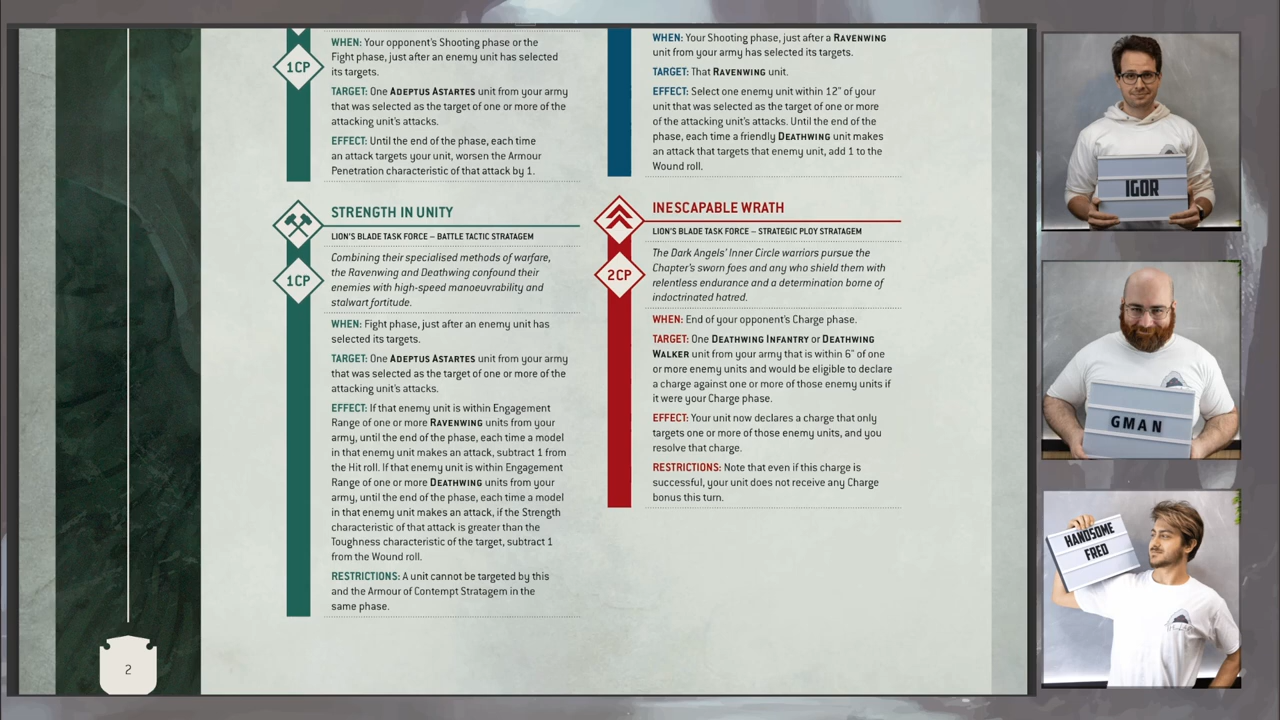 WHEN: Your opponent's Shooting phase or the
Fight phase, just after an enemy unit has selected
its targets.
1CP
TARGET: One ADEPTUS ASTARTES unit from your army
that was selected as the target of one or more of the
attacking unit's attacks.
EFFECT: Until the end of the phase, each time
an attack targets your unit, worsen the Armour
Penetration characteristic of that attack by 1.
STRENGTH IN UNITY
LION'S BLADE TASK FORCE – BATTLE TACTIC STRATAGEM
1CP
Combining their specialised methods of warfare,
the Ravenwing and Deathwing confound their
enemies with high-speed manoeuvrability and
stalwart fortitude.
WHEN: Fight phase, just after an enemy unit has
selected its targets.
TARGET: One ADEPTUS ASTARTES unit from your army
that was selected as the target of one or more of the
attacking unit's attacks.
EFFECT: If that enemy unit is within Engagement
Range of one or more RAVENWING units from your
army, until the end of the phase, each time a model
in that enemy unit makes an attack, subtract 1 from
the Hit roll. If that enemy unit is within Engagement
Range of one or more DEATHWING units from your
army, until the end of the phase, each time a model
in that enemy unit makes an attack, if the Strength
characteristic of that attack is greater than the
Toughness characteristic of the target, subtract 1
from the Wound roll.
RESTRICTIONS: A unit cannot be targeted by this
and the Armour of Contempt Stratagem in the
same phase.
2
WHEN: Your Shooting phase, just after a RAVENWING
unit from your army has selected its targets.
TARGET: That RAVENWING unit.
EFFECT: Select one enemy unit within 12" of your
unit that was selected as the target of one or more
of the attacking unit's attacks. Until the end of the
phase, each time a friendly DEATHWING unit makes
an attack that targets that enemy unit, add 1 to the
Wound roll.
INESCAPABLE WRATH
LION'S BLADE TASK FORCE – STRATEGIC PLOY STRATAGEM
2CP
The Dark Angels' Inner Circle warriors pursue the
Chapter's sworn foes and any who shield them with
relentless endurance and a determination borne of
indoctrinated hatred.
WHEN: End of your opponent's Charge phase.
TARGET: One DEATHWING INFANTRY or DEATHWING
WALKER unit from your army that is within 6" of one
or more enemy units and would be eligible to declare
a charge against one or more of those enemy units if
it were your Charge phase.
EFFECT: Your unit now declares a charge that only
targets one or more of those enemy units, and you
resolve that charge.
RESTRICTIONS: Note that even if this charge is
successful, your unit does not receive any Charge
bonus this turn.
IGOR
GMAN
HANDSOME
FRED